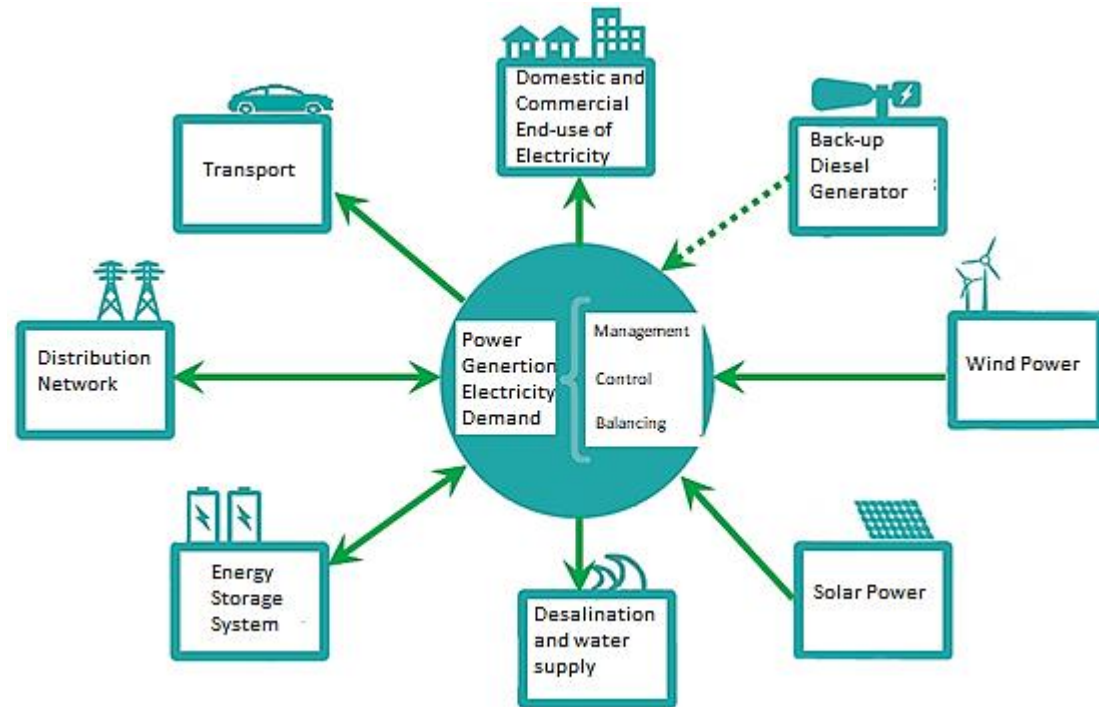 Domestic and
Commercial
End-use of
Electricity
Back-up
Diesel
Generator
Transport
Distribution
Network
Power
Genertion
Electricity
Demand
Management
Control
Balancing
Wind Power
Energy
Storage
System
Desalination
and water
supply
Solar Power